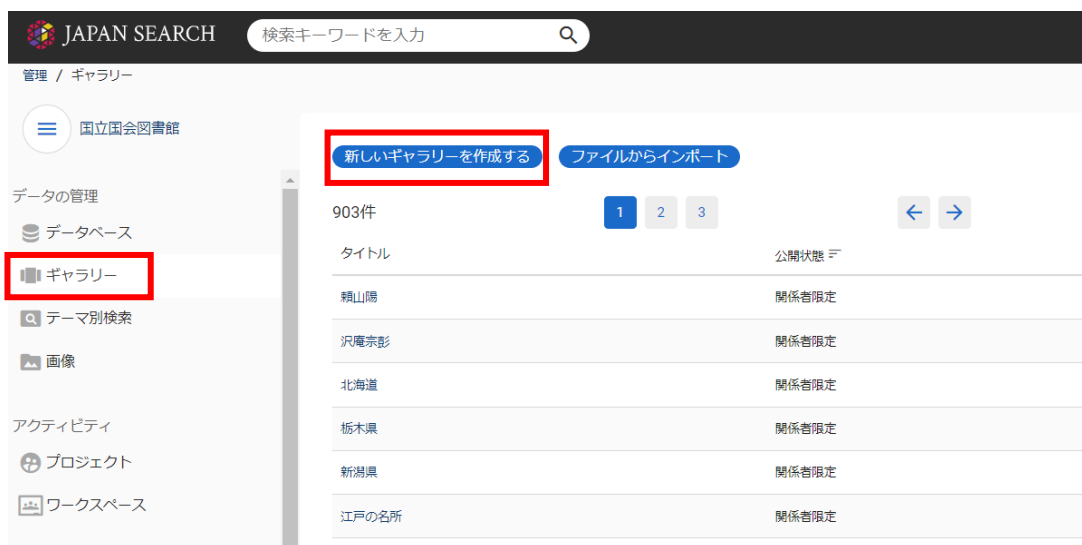 JAPAN SEARCH 検索キーワードを入力
管理 / ギャラリー
国立国会図書館
新しいギャラリーを作成する ファイルからインポート
データの管理
903件 1 2 3
データベース
タイトル 公開状態
ギャラリー
頼山陽 関係者限定
テーマ別検索
沢庵宗彭 関係者限定
画像
北海道 関係者限定
アクティビティ
栃木県 関係者限定
プロジェクト
新潟県 関係者限定
ワークスペース
江戸の名所 関係者限定